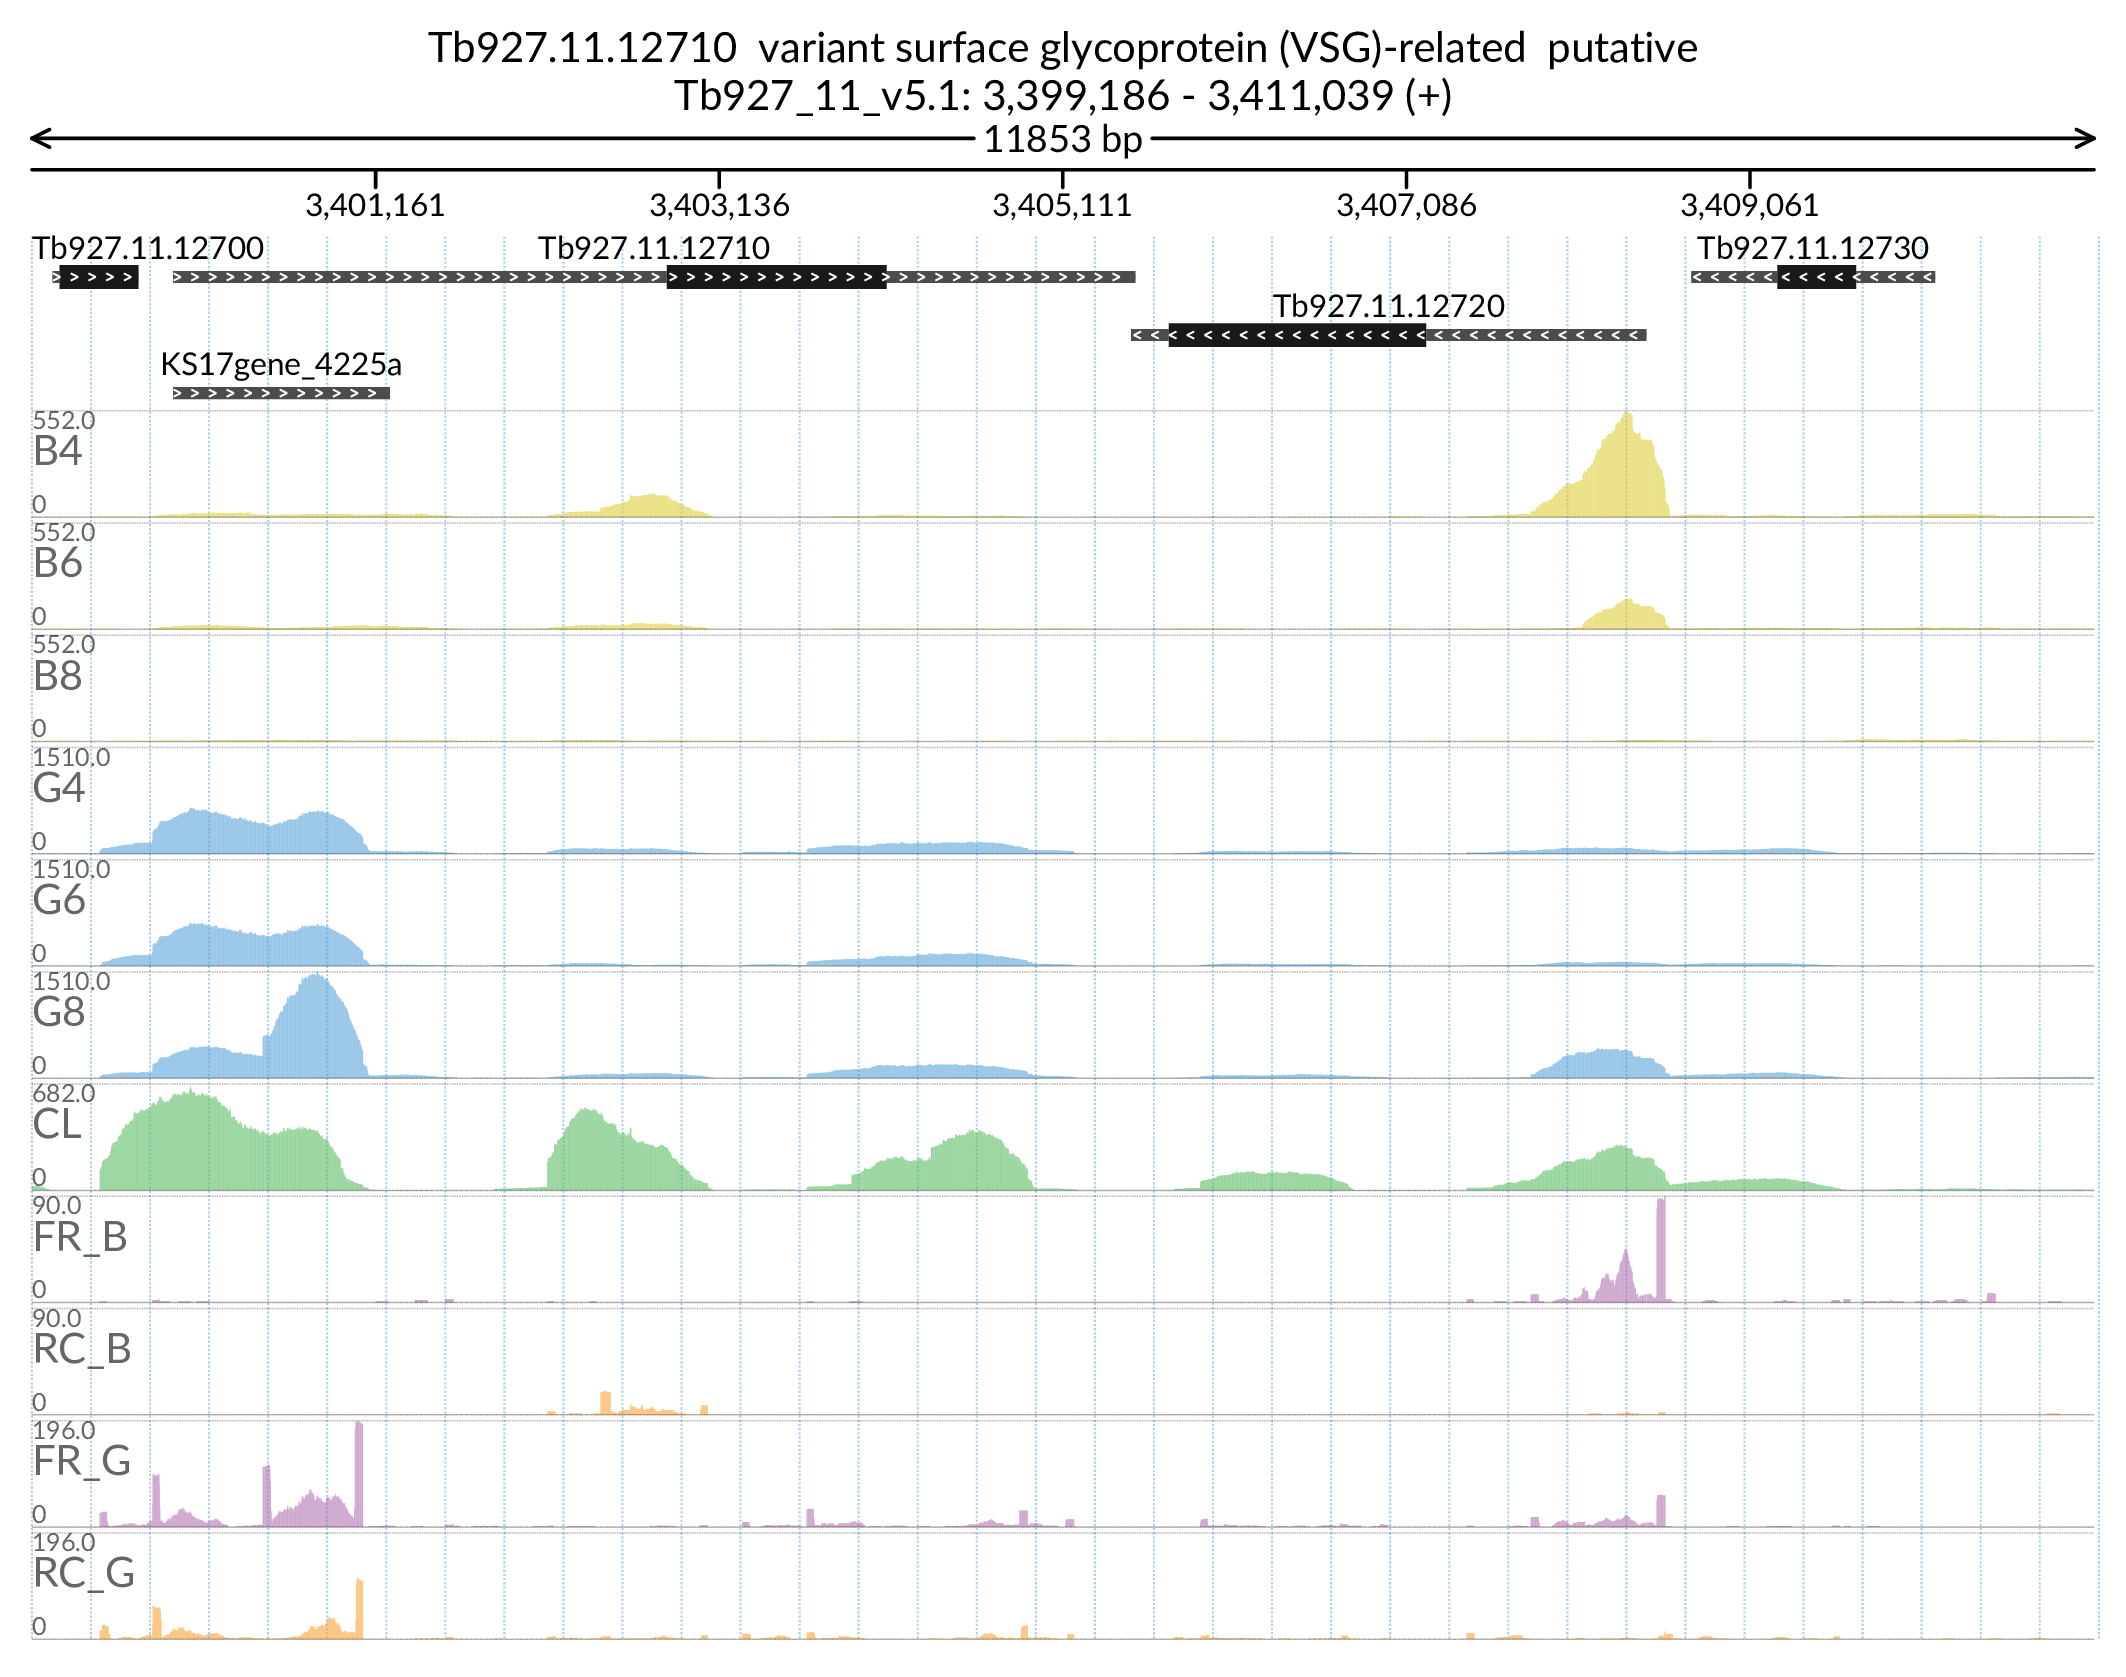 Tb927.11.12710 variant surface glycoprotein (VSG)-related putative
Tb927_11_v5.1: 3,399,186 - 3,411,039 (+)
11853 bp
3,401,161 3,403,136 3,405,111 3,407,086 3,409,061
Tb927.11.12700 Tb927.11.12710 Tb927.11.12730
Tb927.11.12720
KS17gene_4225a
552.0
B4
0
552.0
B6
0
552.0
B8
0
1510.0
G4
0
1510.0
G6
0
1510.0
G8
0
682.0
CL
0
90.0
FR_B
0
90.0
RC_B
0
196.0
FR_G
0
196.0
RC_G
0